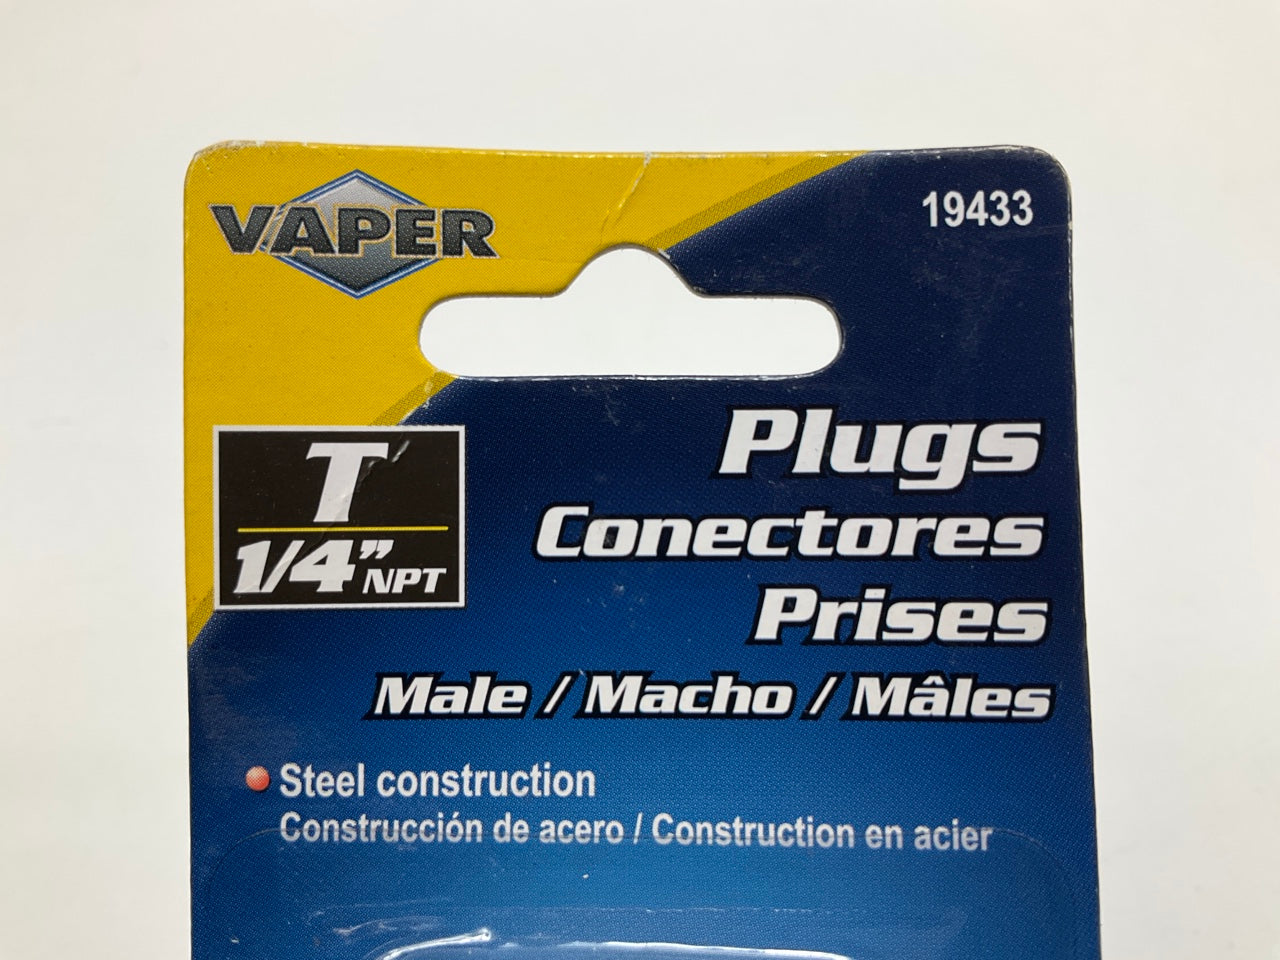 VAPER
19433
T
1/4” NPT
Plugs
Conectores
Prises
Male / Macho / Mâles
Steel construction
Construcción de acero / Construction en acier